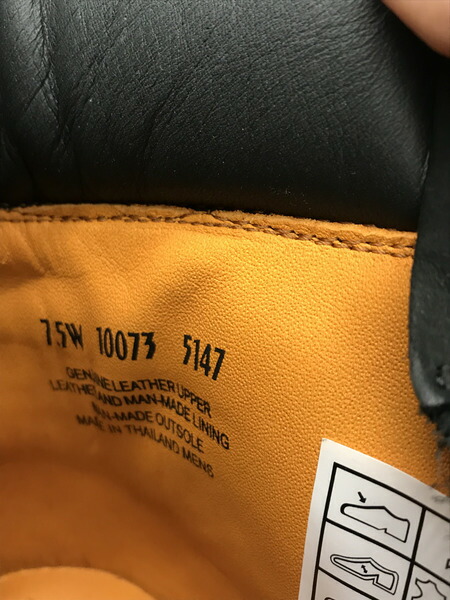 7.5W 10073 5147
GENUINE LEATHER UPPER
LEATHER AND MAN-MADE LINING
MAN-MADE OUTSOLE
MADE IN THAILAND MENS